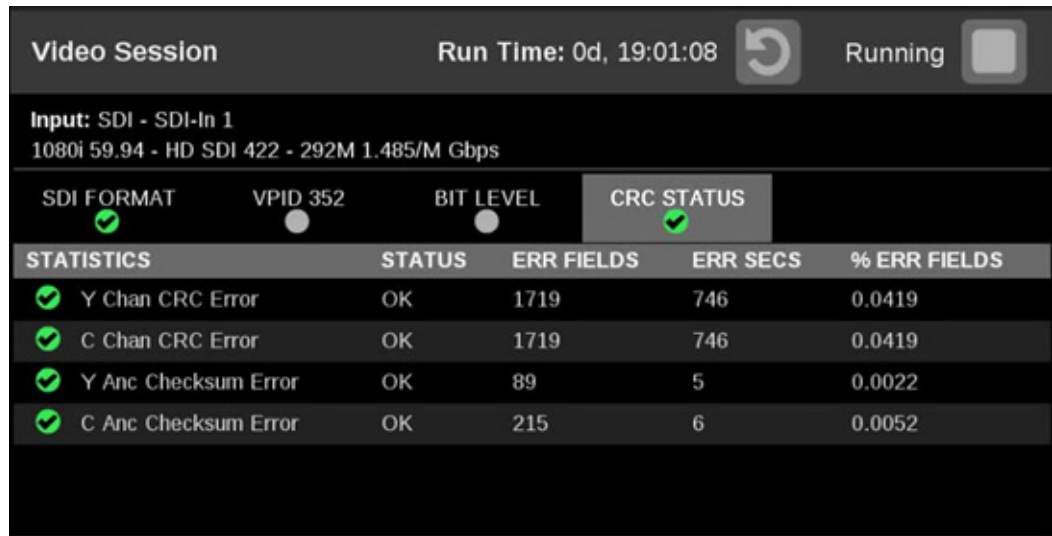 Video Session Run Time: 0d, 19:01:08 Running
Input: SDI - SDI-In 1
1080i 59.94 - HD SDI 422 - 292M 1.485/M Gbps
SDI FORMAT VPID 352 BIT LEVEL CRC STATUS
STATISTICS STATUS ERR FIELDS ERR SECS % ERR FIELDS
Y Chan CRC Error OK 1719 746 0.0419
C Chan CRC Error OK 1719 746 0.0419
Y Anc Checksum Error OK 89 5 0.0022
C Anc Checksum Error OK 215 6 0.0052